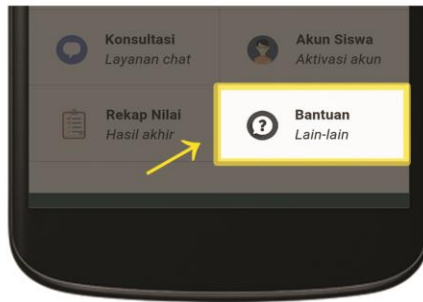 Konsultasi
Layanan chat
Akun Siswa
Aktivasi akun
Rekap Nilai
Hasil akhir
Bantuan
Lain-lain